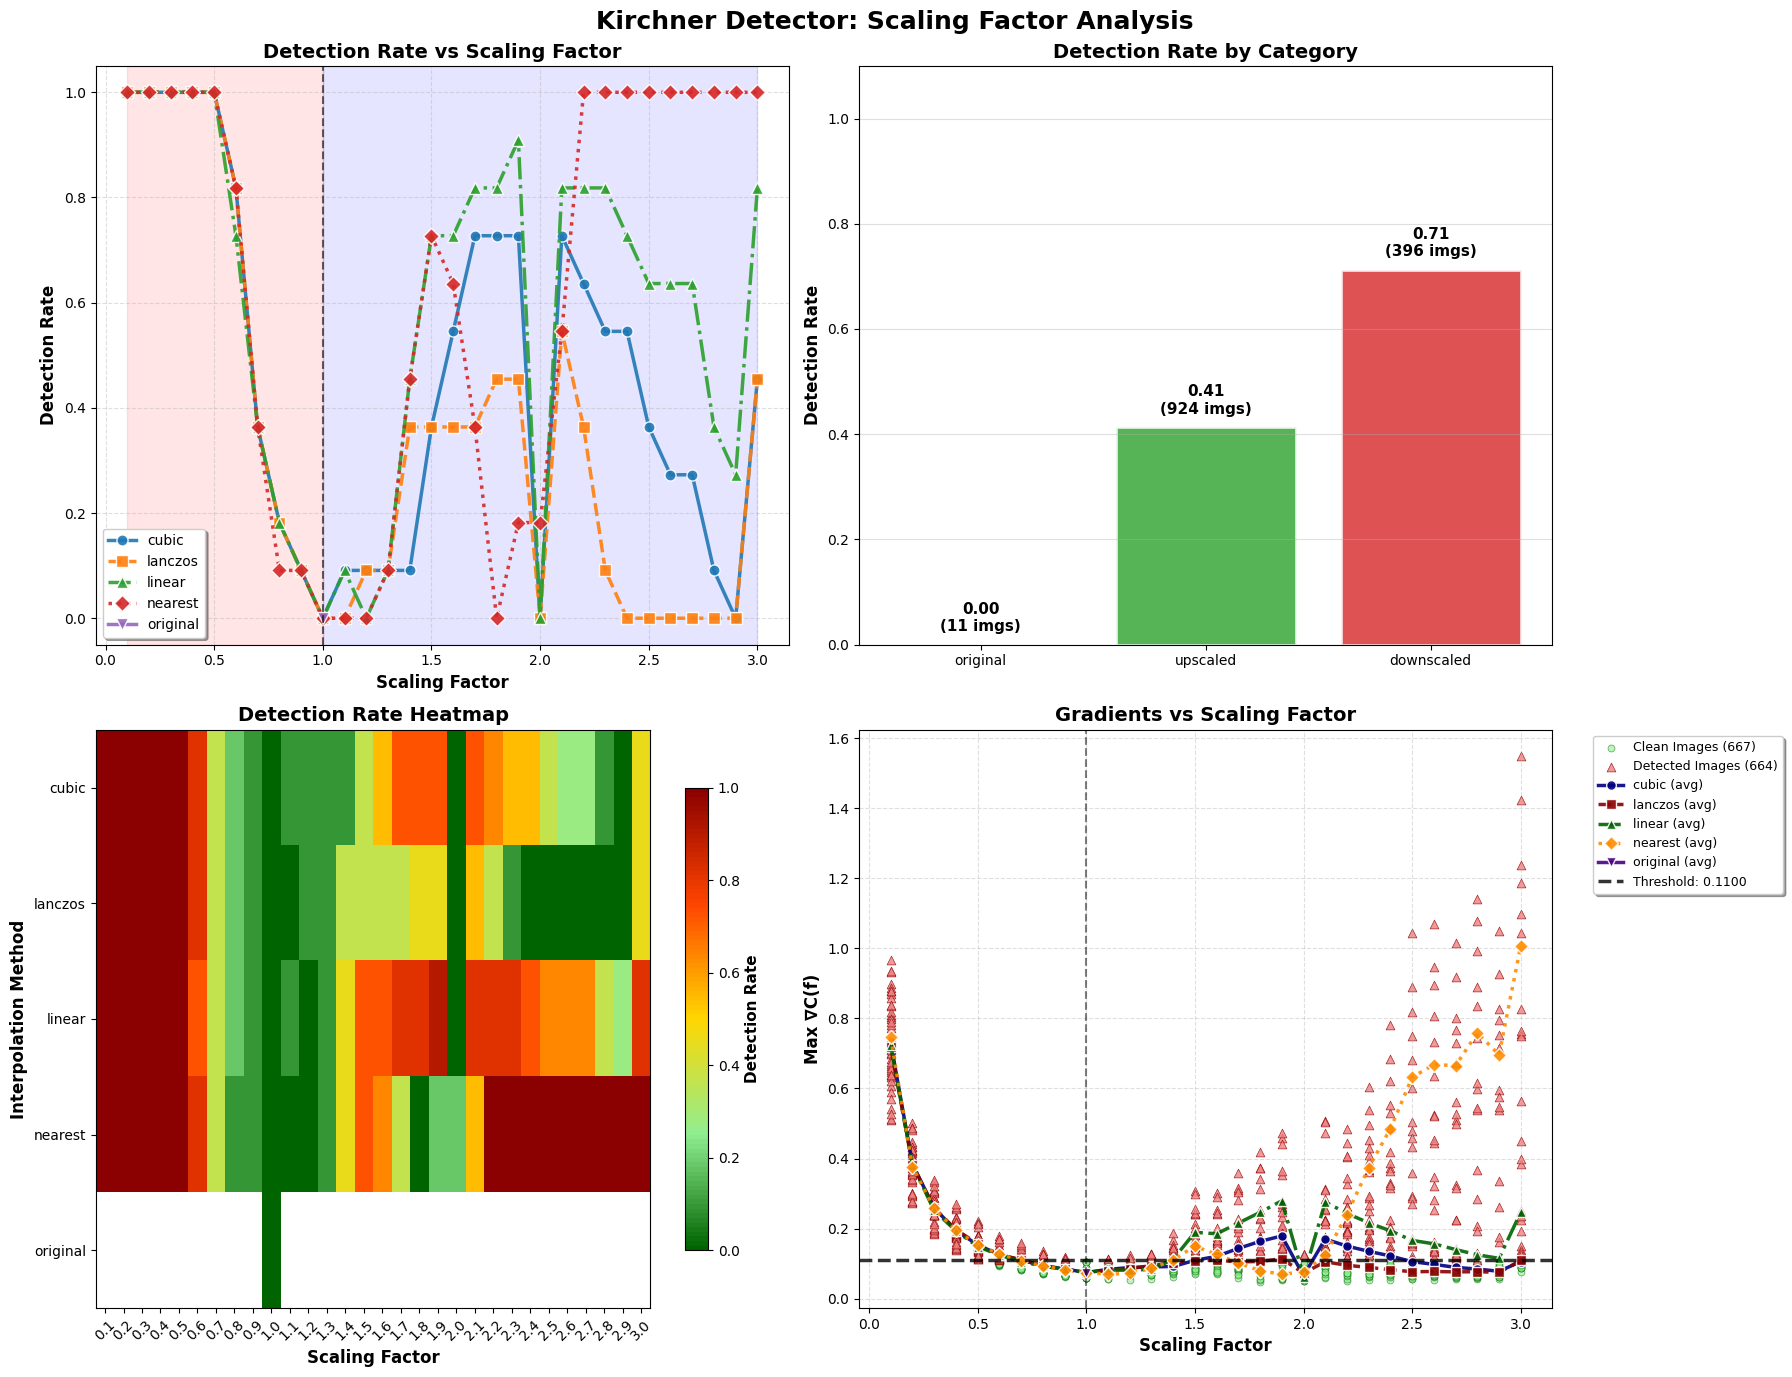 Kirchner Detector: Scaling Factor Analysis
Detection Rate vs Scaling Factor
Detection Rate
1.0
0.8
0.6
0.4
0.2
0.0
cubic
lanczos
linear
nearest
original
0.0 0.5 1.0 1.5 2.0 2.5 3.0
Scaling Factor
Detection Rate by Category
Detection Rate
1.0
0.8
0.6
0.4
0.2
0.0
0.00
(11 imgs)
0.41
(924 imgs)
0.71
(396 imgs)
original upscaled downscaled
Detection Rate Heatmap
Interpolation Method
cubic
lanczos
linear
nearest
original
0.1 0.2 0.3 0.4 0.5 0.6 0.7 0.8 0.9 1.0 1.1 1.2 1.3 1.4 1.5 1.6 1.7 1.8 1.9 2.0 2.1 2.2 2.3 2.4 2.5 2.6 2.7 2.8 2.9 3.0
Scaling Factor
1.0
0.8
0.6
0.4
0.2
0.0
Detection Rate
Gradients vs Scaling Factor
Max ∇C(f)
1.6
1.4
1.2
1.0
0.8
0.6
0.4
0.2
0.0
0.0 0.5 1.0 1.5 2.0 2.5 3.0
Scaling Factor
Clean Images (667)
Detected Images (664)
cubic (avg)
lanczos (avg)
linear (avg)
nearest (avg)
original (avg)
Threshold: 0.1100